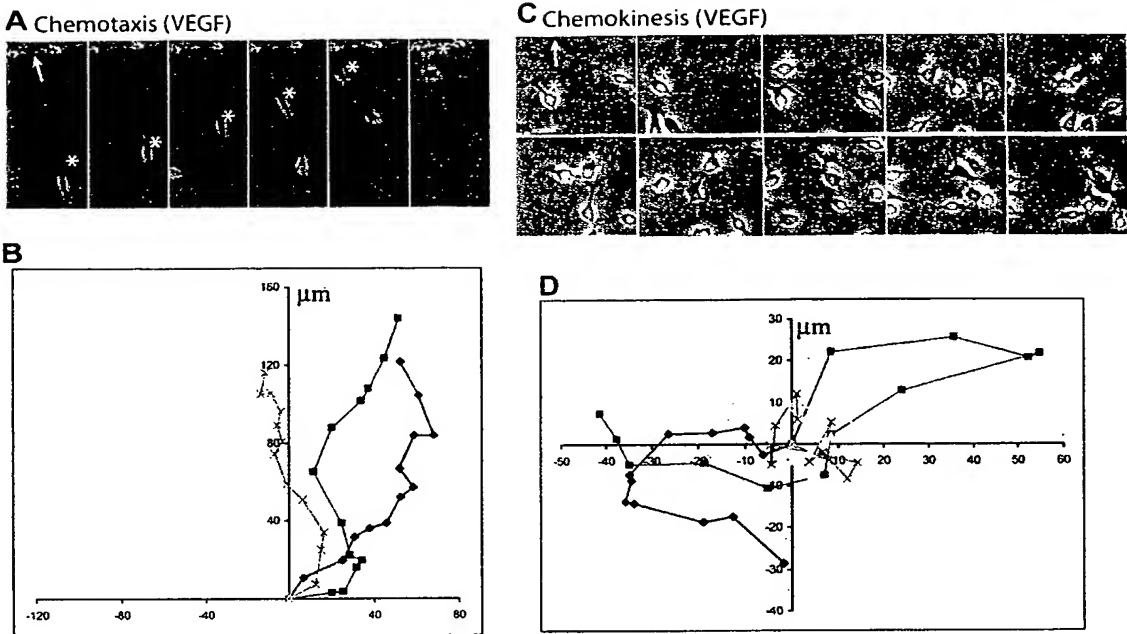 A Chemotaxis (VEGF)
C Chemokinesis (VEGF)
* * * * * *
* * * * *
* * * * *
B
160
μm
120
80
40
-120 -80 -40 40 80
D
30
μm
20
10
-50 -40 -30 -20 -10 10 20 30 40 50 60
-10
-20
-30
-40